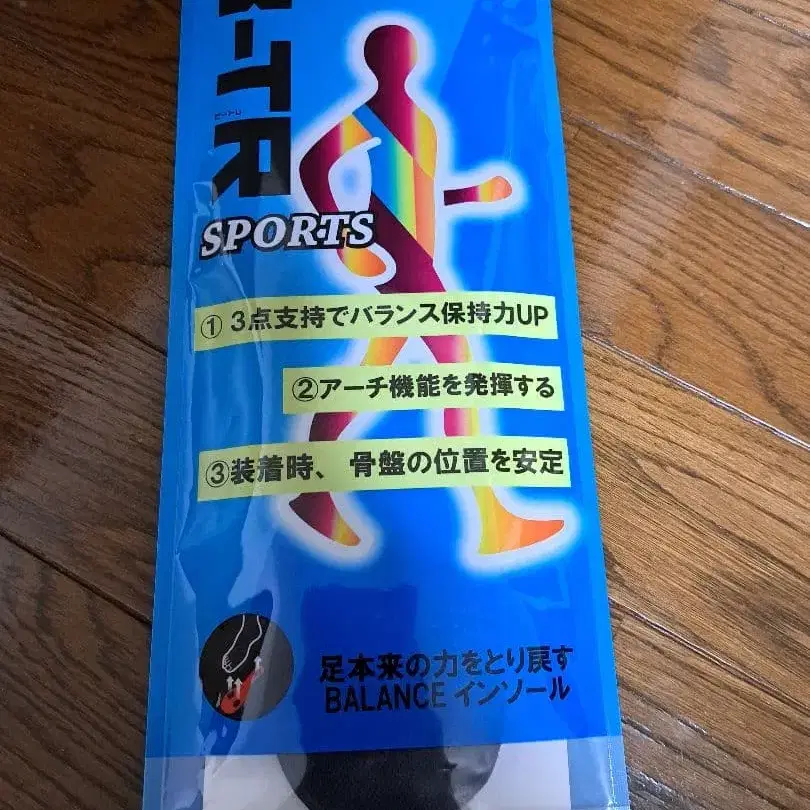 -TR
SPORTS
① 3点支持でバランス保持力UP
②アーチ機能を発揮する
③装着時、骨盤の位置を安定
足本来の力をとり戻す
BALANCE インソール